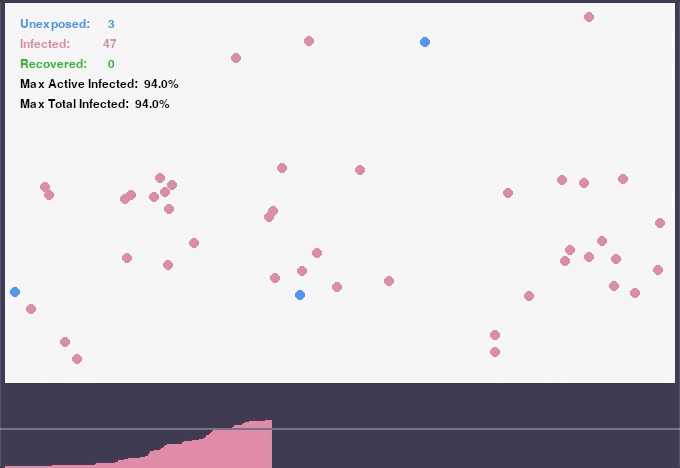 Unexposed: 3
Infected: 47
Recovered: 0
Max Active Infected: 94.0%
Max Total Infected: 94.0%